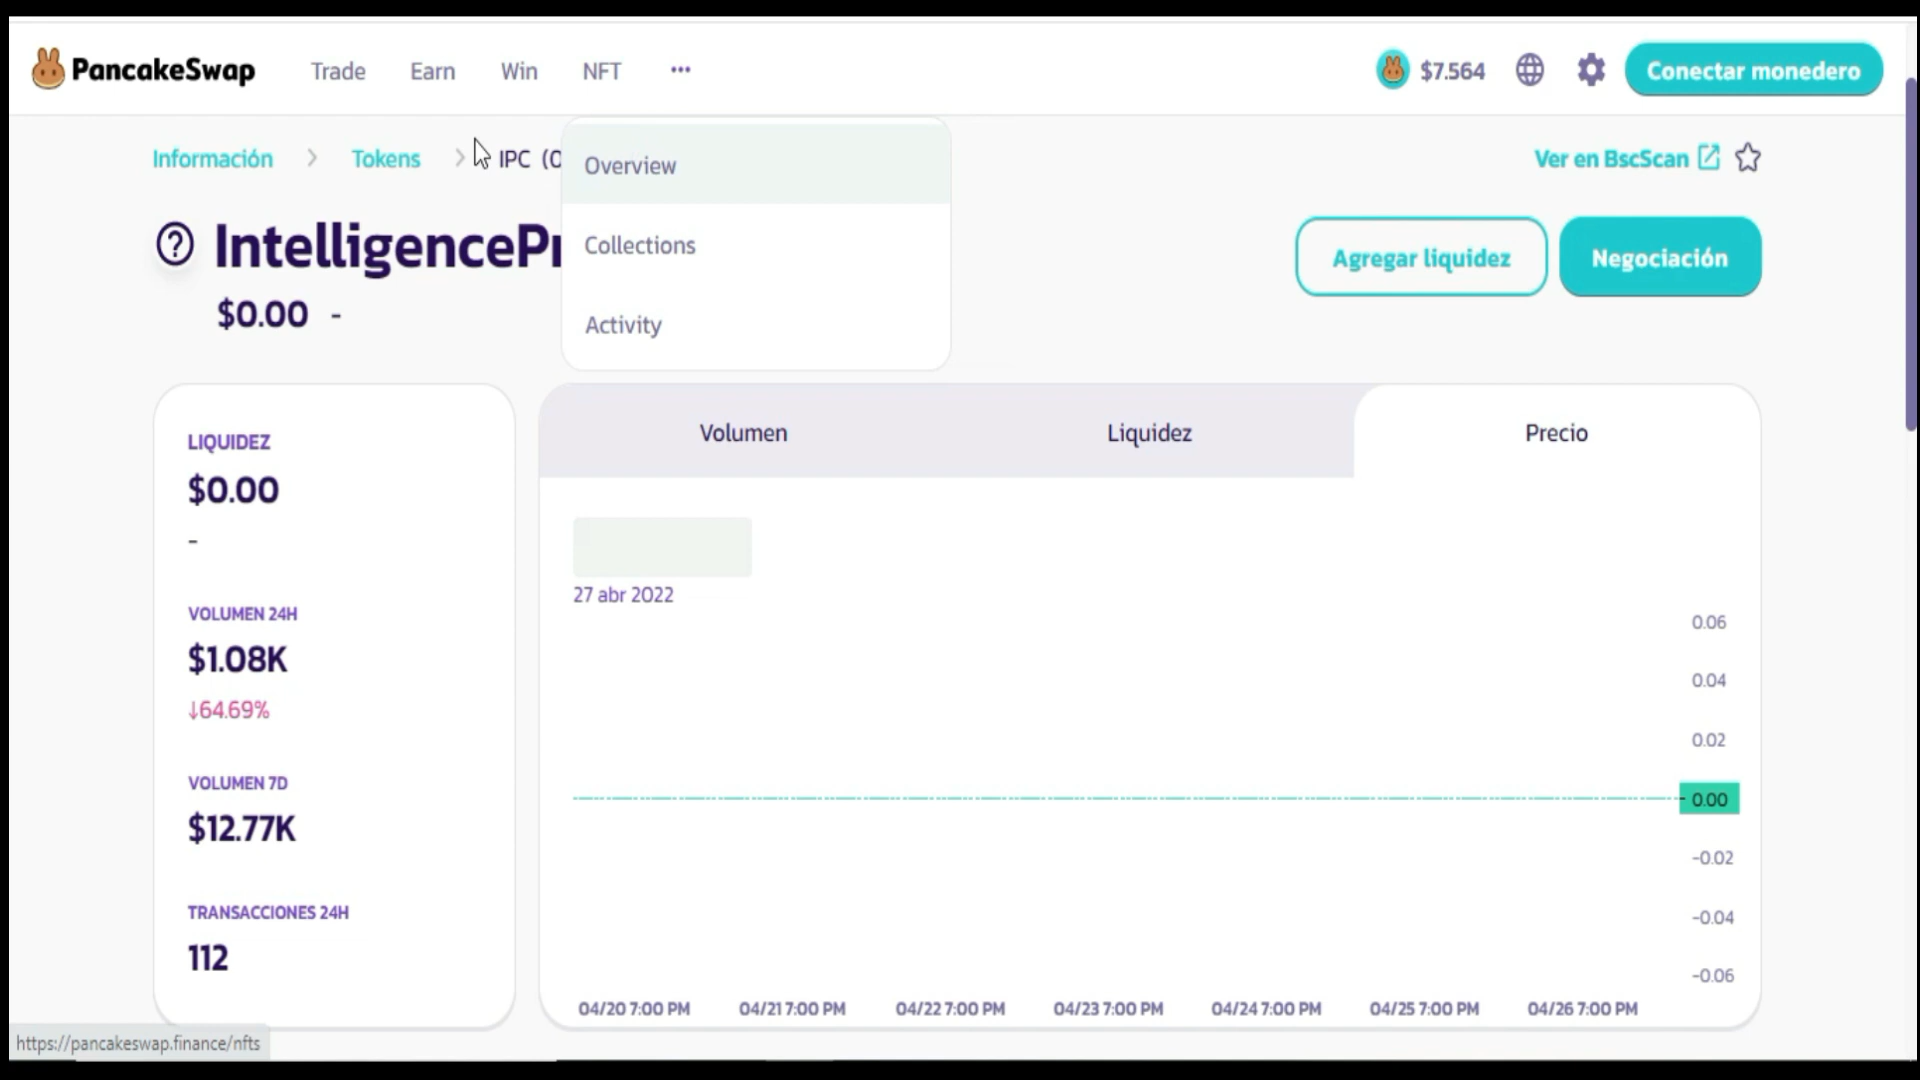 PancakeSwap
Trade
Earn
Win
NFT
$7.564
Conectar monedero
Información
Tokens
IPC
Ver en BscScan
Overview
Collections
Activity
$0.00 -
Agregar liquidez
Negociación
LIQUIDEZ
$0.00
-
VOLUMEN 24H
$1.08K
↓64.69%
VOLUMEN 7D
$12.77K
TRANSACCIONES 24H
112
Volumen
Liquidez
Precio
27 abr 2022
0.06
0.04
0.02
0.00
-0.02
-0.04
-0.06
04/20 7:00 PM
04/21 7:00 PM
04/22 7:00 PM
04/23 7:00 PM
04/24 7:00 PM
04/25 7:00 PM
04/26 7:00 PM
https://pancakeswap.finance/nfts